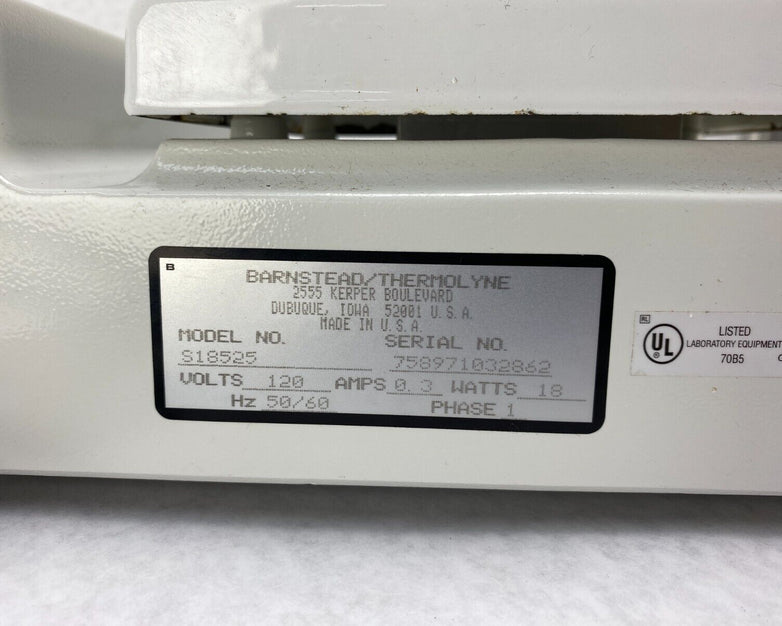 B
BARNSTEAD/THERMOLYNE
2555 KERPER BOULEVARD
DUBUQUE, IOWA 52001 U.S.A.
MADE IN U.S.A.
MODEL NO. SERIAL NO.
S18525 758971032862
VOLTS 120 AMPS 0.3 WATTS 18
Hz 50/60 PHASE 1
UL
LISTED
LABORATORY EQUIPMENT
70B5